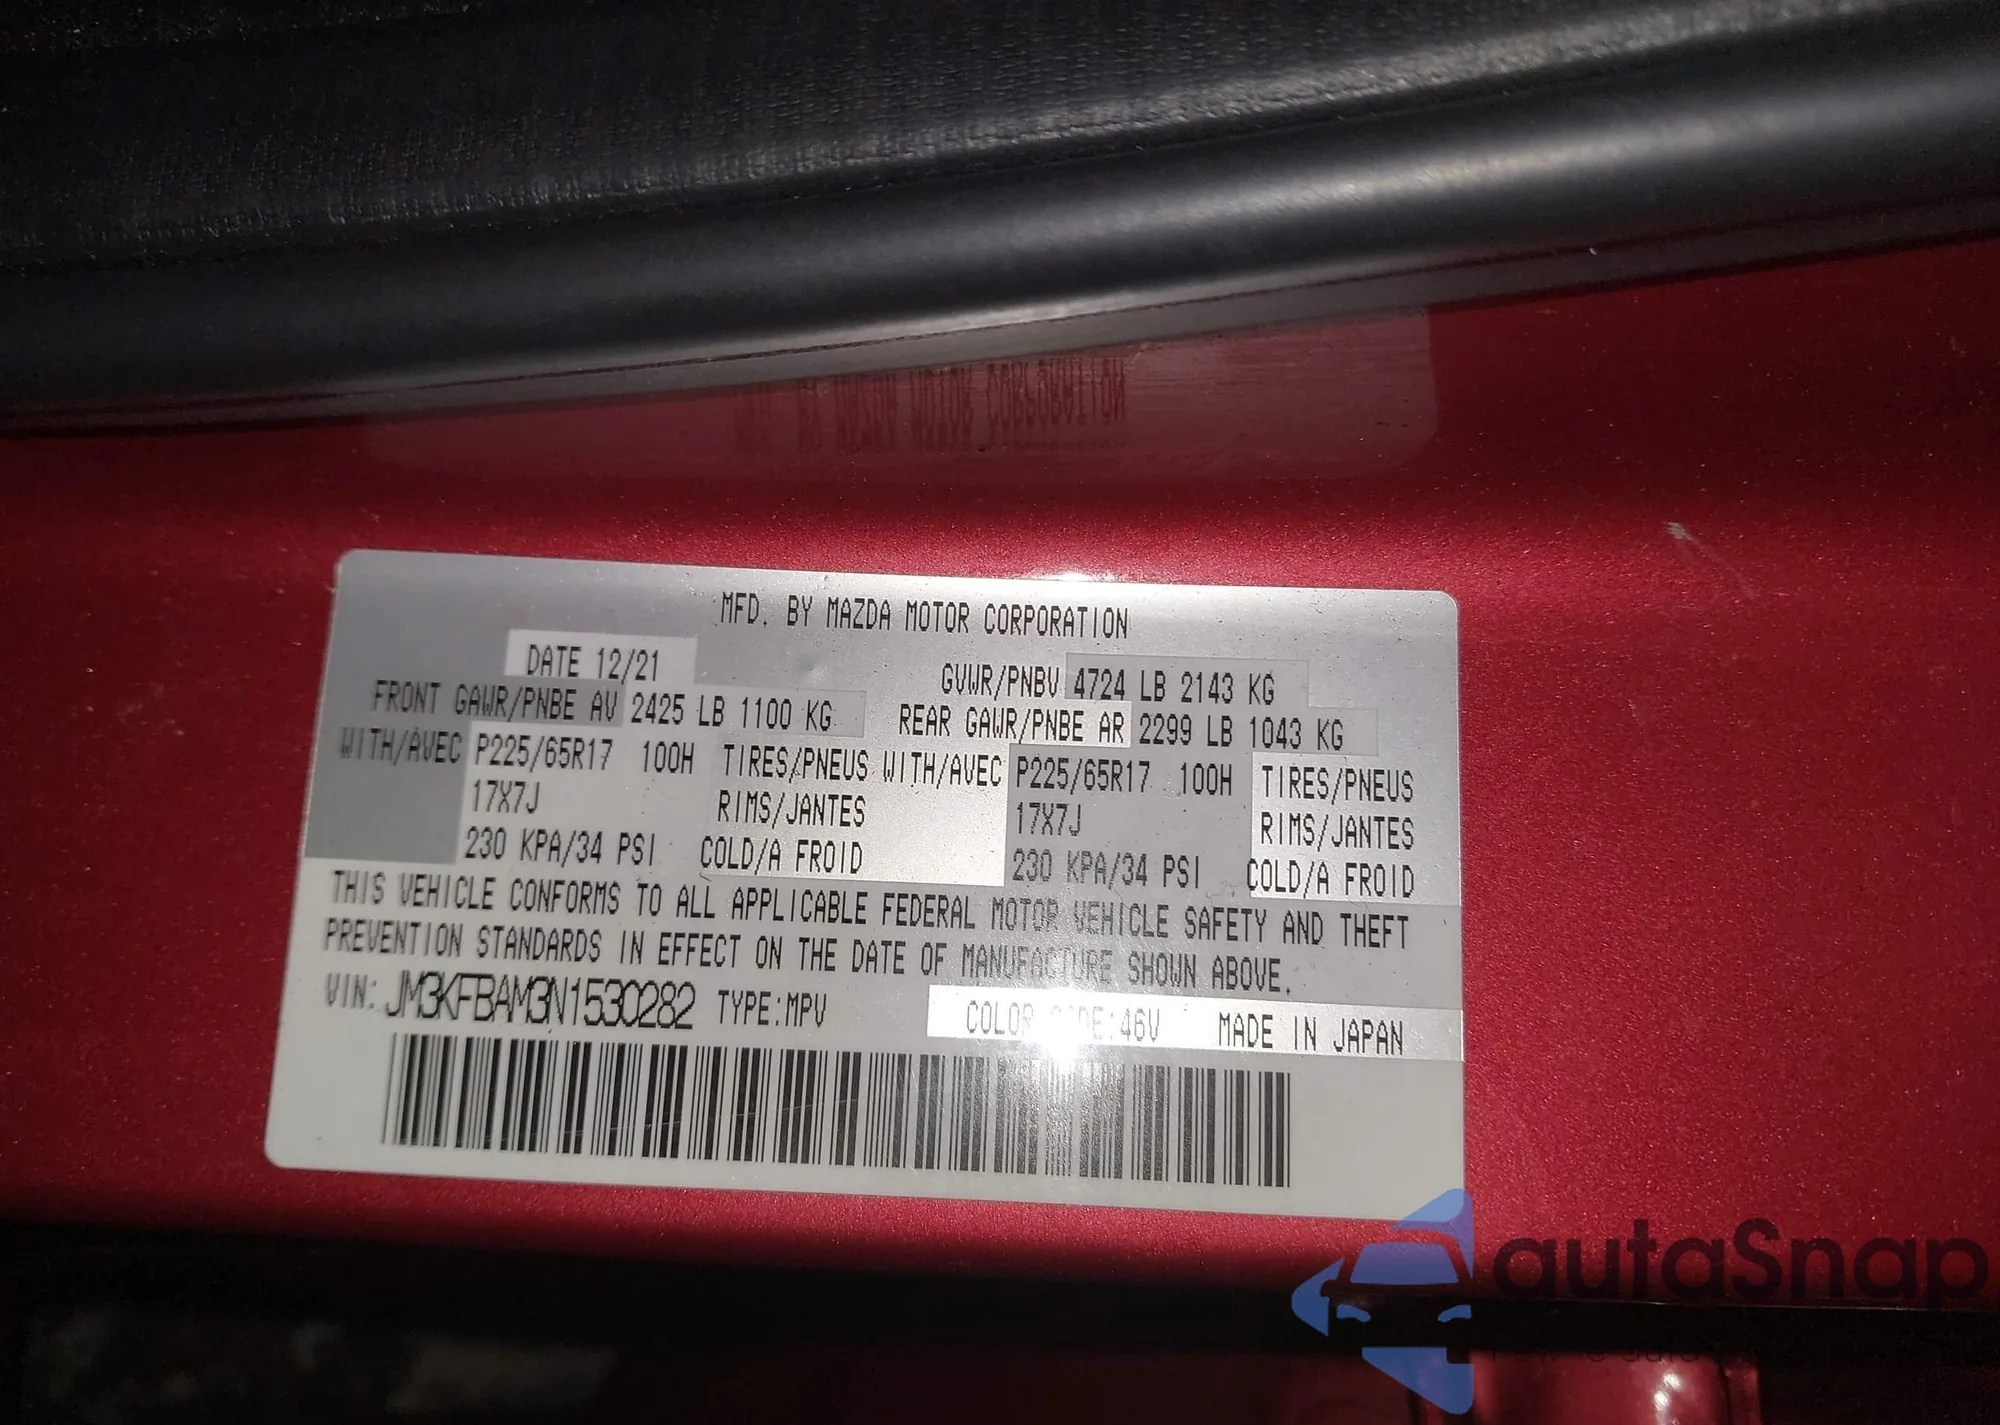 MFD. BY MAZDA MOTOR CORPORATION
DATE 12/21
GVWR/PNBV 4724 LB 2143 KG
FRONT GAWR/PNBE AV 2425 LB 1100 KG
REAR GAWR/PNBE AR 2299 LB 1043 KG
WITH/AVEC P225/65R17 100H TIRES/PNEUS WITH/AVEC P225/65R17 100H TIRES/PNEUS
17X7J RIMS/JANTES 17X7J RIMS/JANTES
230 KPA/34 PSI COLD/A FROID 230 KPA/34 PSI COLD/A FROID
THIS VEHICLE CONFORMS TO ALL APPLICABLE FEDERAL MOTOR VEHICLE SAFETY AND THEFT
PREVENTION STANDARDS IN EFFECT ON THE DATE OF MANUFACTURE SHOWN ABOVE.
VIN: JM3KFBAM3N1530282 TYPE:MPV COLOR CODE:46V MADE IN JAPAN
autaSnap